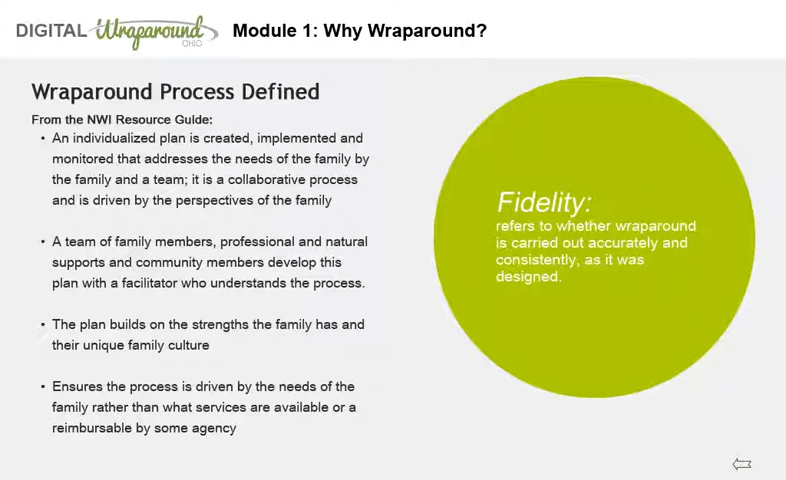 DIGITAL Wraparound OHIO
Module 1: Why Wraparound?
Wraparound Process Defined
From the NWI Resource Guide:
• An individualized plan is created, implemented and
monitored that addresses the needs of the family by
the family and a team; it is a collaborative process
and is driven by the perspectives of the family
• A team of family members, professional and natural
supports and community members develop this
plan with a facilitator who understands the process.
• The plan builds on the strengths the family has and
their unique family culture
• Ensures the process is driven by the needs of the
family rather than what services are available or a
reimbursable by some agency
Fidelity:
refers to whether wraparound
is carried out accurately and
consistently, as it was
designed.